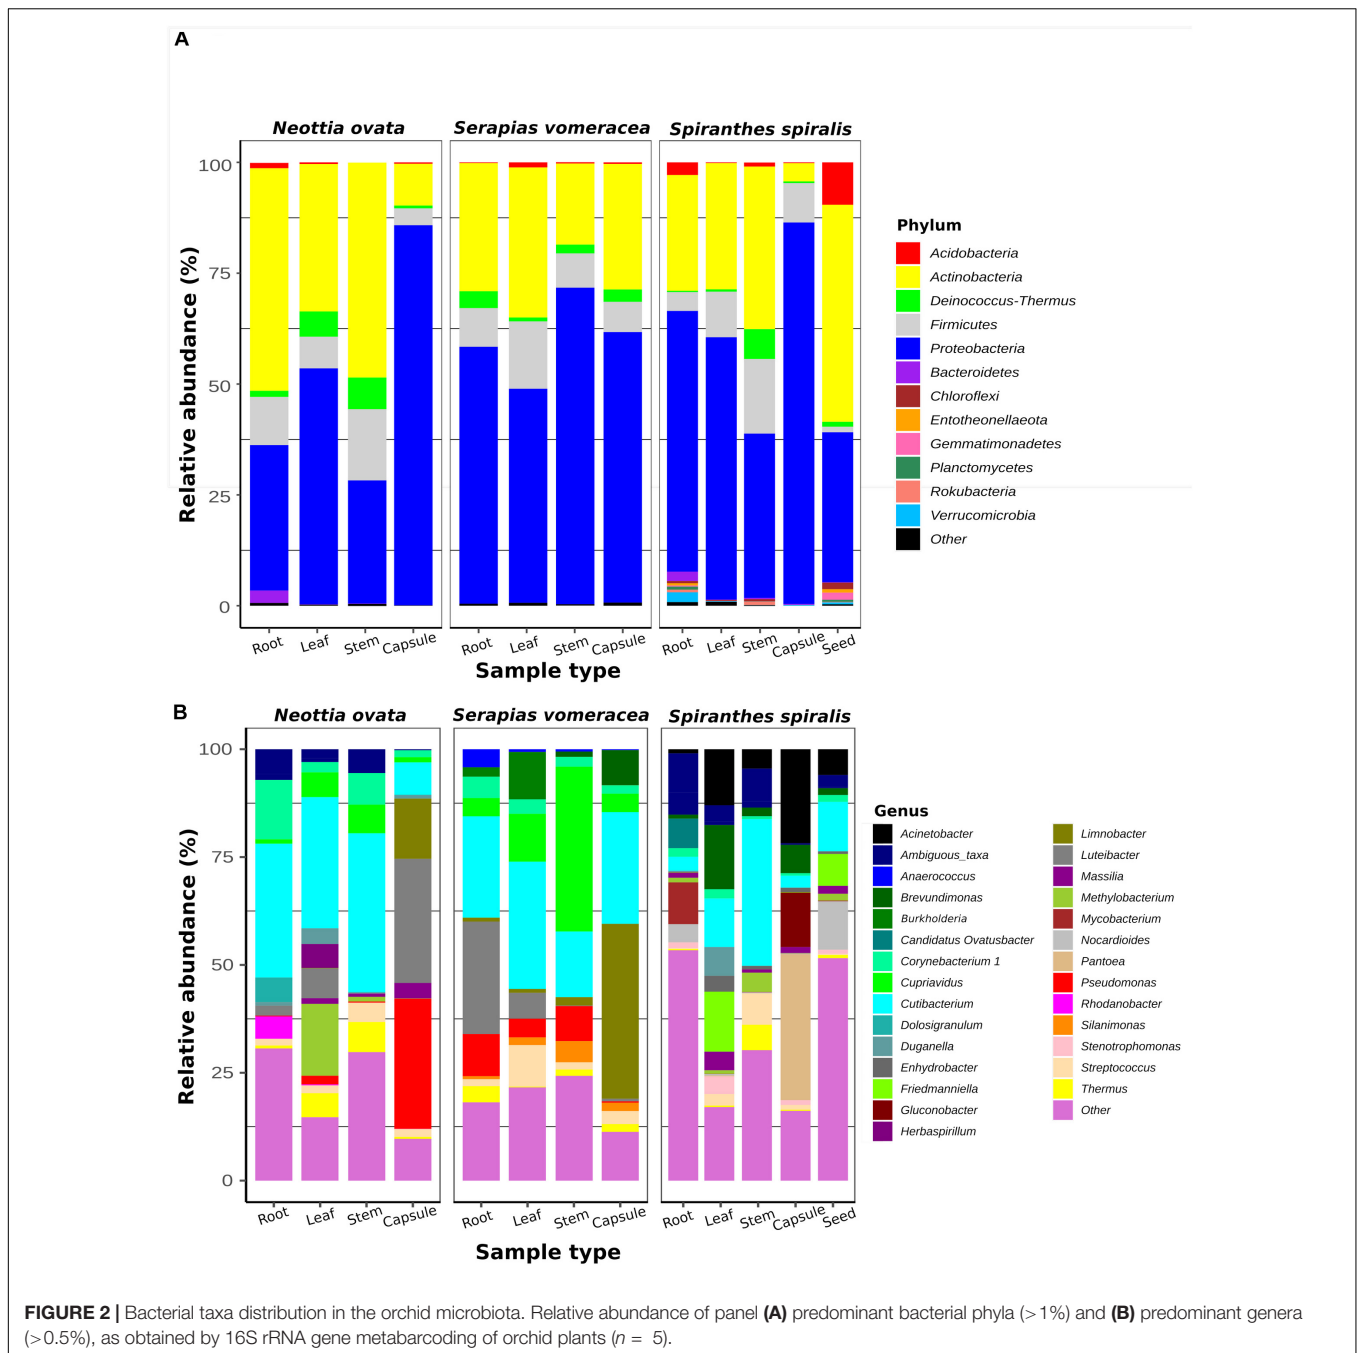 A
Neottia ovata Serapias vomeracea Spiranthes spiralis
Relative abundance (%)
100
75
50
25
0
Root Leaf Stem Capsule Root Leaf Stem Capsule Root Leaf Stem Capsule Seed
Sample type
Phylum
Acidobacteria
Actinobacteria
Deinococcus-Thermus
Firmicutes
Proteobacteria
Bacteroidetes
Chloroflexi
Entotheonellaeota
Gemmatimonadetes
Planctomycetes
Rokubacteria
Verrucomicrobia
Other
B
Neottia ovata Serapias vomeracea Spiranthes spiralis
Relative abundance (%)
100
75
50
25
0
Root Leaf Stem Capsule Root Leaf Stem Capsule Root Leaf Stem Capsule Seed
Sample type
Genus
Acinetobacter
Ambiguous_taxa
Anaerococcus
Brevundimonas
Burkholderia
Candidatus Ovatusbacter
Corynebacterium 1
Cupriavidus
Cutibacterium
Dolosigranulum
Duganella
Enhydrobacter
Friedmanniella
Gluconobacter
Herbaspirillum
Limnobacter
Luteibacter
Massilia
Methylobacterium
Mycobacterium
Nocardioides
Pantoea
Pseudomonas
Rhodanobacter
Silanimonas
Stenotrophomonas
Streptococcus
Thermus
Other
FIGURE 2 | Bacterial taxa distribution in the orchid microbiota. Relative abundance of panel (A) predominant bacterial phyla (>1%) and (B) predominant genera
(>0.5%), as obtained by 16S rRNA gene metabarcoding of orchid plants (n = 5).